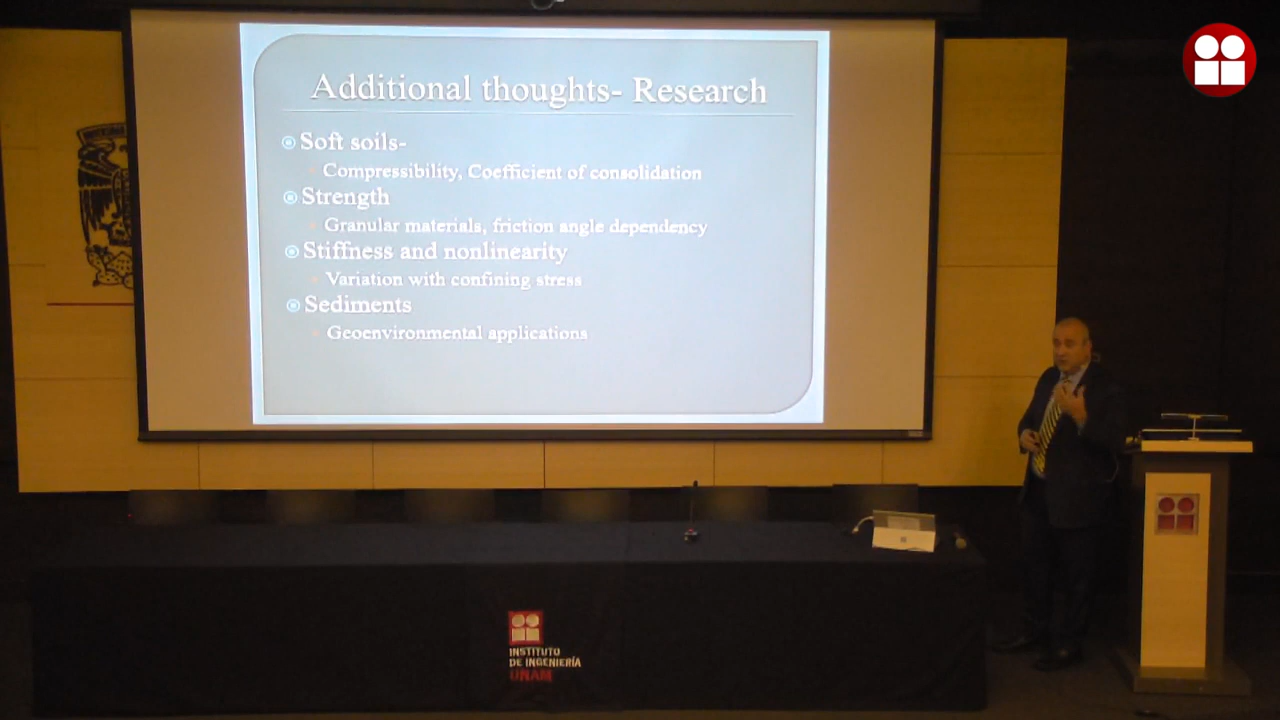 Additional thoughts- Research
Soft soils-
Compressibility, Coefficient of consolidation
Strength
Granular materials, friction angle dependency
Stiffness and nonlinearity
Variation with confining stress
Sediments
Geoenvironmental applications
INSTITUTO
DE INGENIERÍA
UNAM